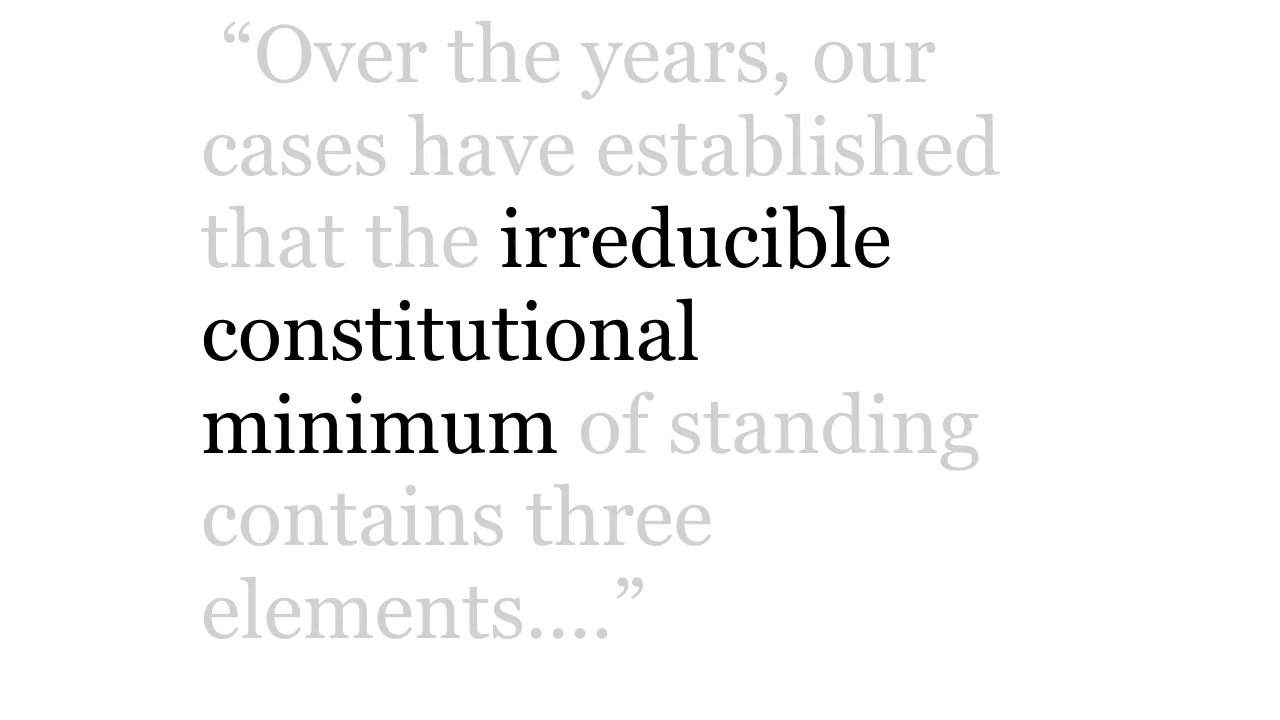 “Over the years, our
cases have established
that the irreducible
constitutional
minimum of standing
contains three
elements....”